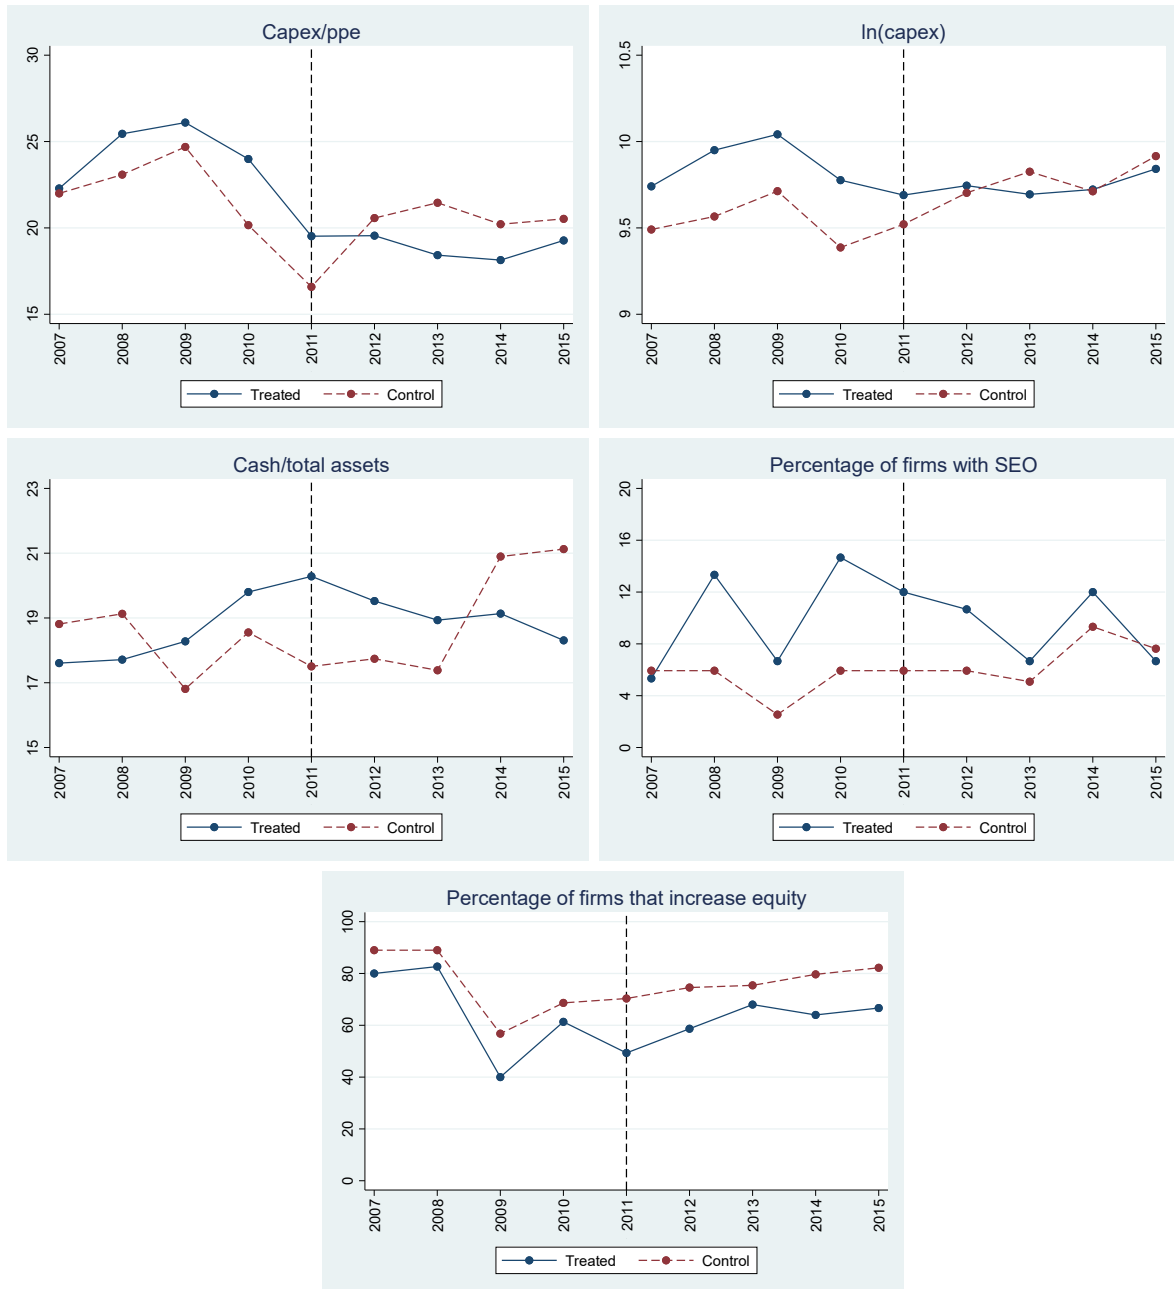 Capex/ppe
30
25
20
15
2007 2008 2009 2010 2011 2012 2013 2014 2015
Treated Control
ln(capex)
10.5
10
9.5
9
2007 2008 2009 2010 2011 2012 2013 2014 2015
Treated Control
Cash/total assets
23
21
19
17
15
2007 2008 2009 2010 2011 2012 2013 2014 2015
Treated Control
Percentage of firms with SEO
20
16
12
8
4
0
2007 2008 2009 2010 2011 2012 2013 2014 2015
Treated Control
Percentage of firms that increase equity
100
80
60
40
20
0
2007 2008 2009 2010 2011 2012 2013 2014 2015
Treated Control